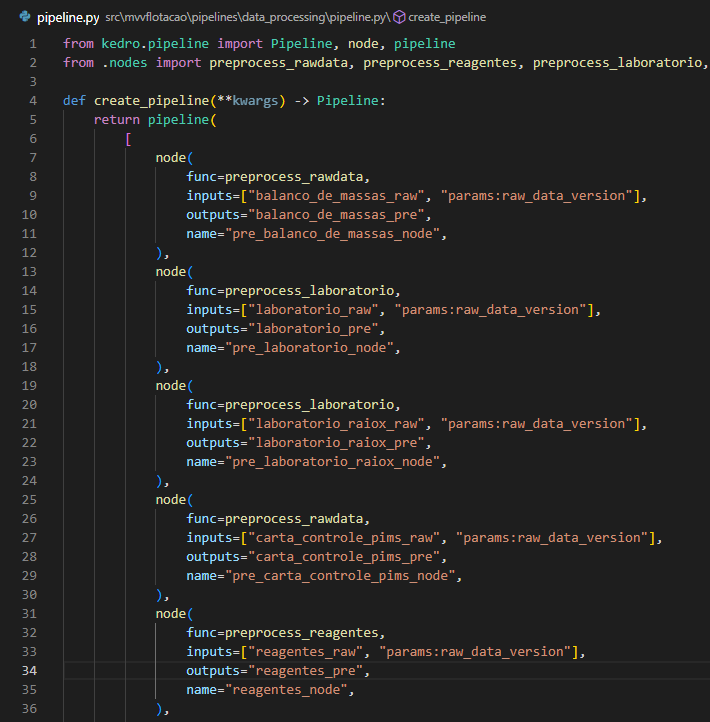 pipeline.py src\mvvflotacao\pipelines\data_processing\pipeline.py\ create_pipeline
1 from kedro.pipeline import Pipeline, node, pipeline
2 from .nodes import preprocess_rawdata, preprocess_reagentes, preprocess_laboratorio,
3
4 def create_pipeline(**kwargs) -> Pipeline:
5     return pipeline(
6         [
7             node(
8                 func=preprocess_rawdata,
9                 inputs=["balanco_de_massas_raw", "params:raw_data_version"],
10                 outputs="balanco_de_massas_pre",
11                 name="pre_balanco_de_massas_node",
12             ),
13             node(
14                 func=preprocess_laboratorio,
15                 inputs=["laboratorio_raw", "params:raw_data_version"],
16                 outputs="laboratorio_pre",
17                 name="pre_laboratorio_node",
18             ),
19             node(
20                 func=preprocess_laboratorio,
21                 inputs=["laboratorio_raiox_raw", "params:raw_data_version"],
22                 outputs="laboratorio_raiox_pre",
23                 name="pre_laboratorio_raiox_node",
24             ),
25             node(
26                 func=preprocess_rawdata,
27                 inputs=["carta_controle_pims_raw", "params:raw_data_version"],
28                 outputs="carta_controle_pims_pre",
29                 name="pre_carta_controle_pims_node",
30             ),
31             node(
32                 func=preprocess_reagentes,
33                 inputs=["reagentes_raw", "params:raw_data_version"],
34                 outputs="reagentes_pre",
35                 name="reagentes_node",
36             ),